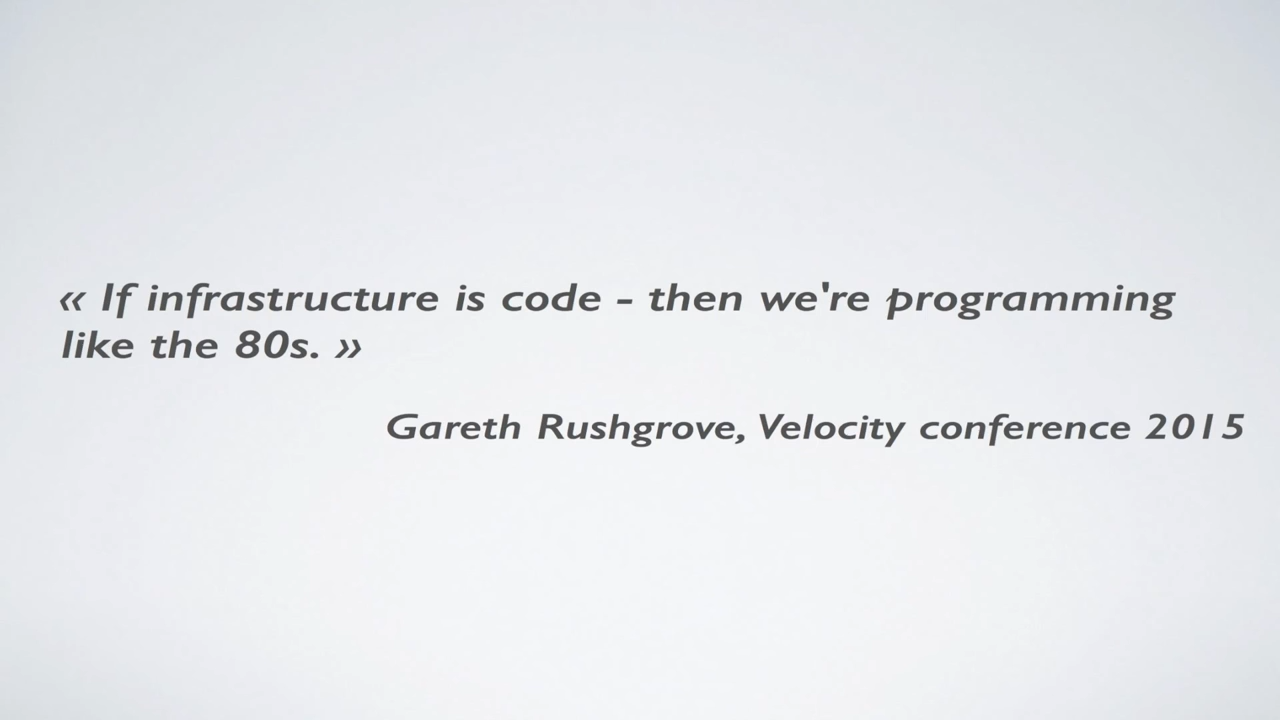 « If infrastructure is code - then we're programming
like the 80s. »
Gareth Rushgrove, Velocity conference 2015